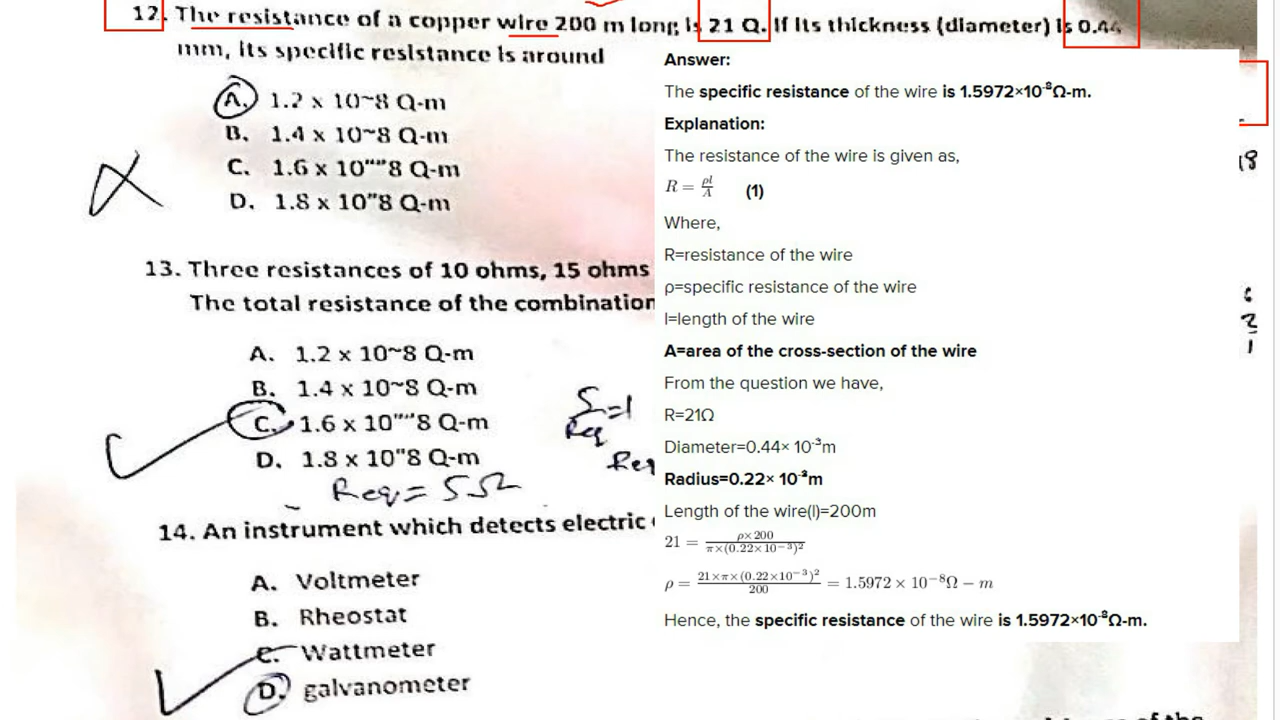 12. The resistance of a copper wire 200 m long is 21 Q. If Its thickness (diameter) is 0.44
mm, its specific resistance is around
A. 1.2 x 10~8 Q-m
B. 1.4 x 10~8 Q-m
C. 1.6 x 10""8 Q-m
D. 1.8 x 10"8 Q-m
13. Three resistances of 10 ohms, 15 ohms
The total resistance of the combination
A. 1.2 x 10~8 Q-m
B. 1.4 x 10~8 Q-m
C. 1.6 x 10""'8 Q-m
D. 1.8 x 10"8 Q-m
Req = 5Ω
14. An instrument which detects electric
A. Voltmeter
B. Rheostat
C. Wattmeter
D. galvanometer
Answer:
The specific resistance of the wire is 1.5972×10⁻⁸Ω-m.
Explanation:
The resistance of the wire is given as,
R = ρl/A (1)
Where,
R=resistance of the wire
ρ=specific resistance of the wire
l=length of the wire
A=area of the cross-section of the wire
From the question we have,
R=21Ω
Diameter=0.44× 10⁻³m
Radius=0.22× 10⁻³m
Length of the wire(l)=200m
21 = ρ×200/π×(0.22×10⁻³)²
ρ = 21×π×(0.22×10⁻³)²/200 = 1.5972 × 10⁻⁸Ω − m
Hence, the specific resistance of the wire is 1.5972×10⁻⁸Ω-m.
18
6
2
1